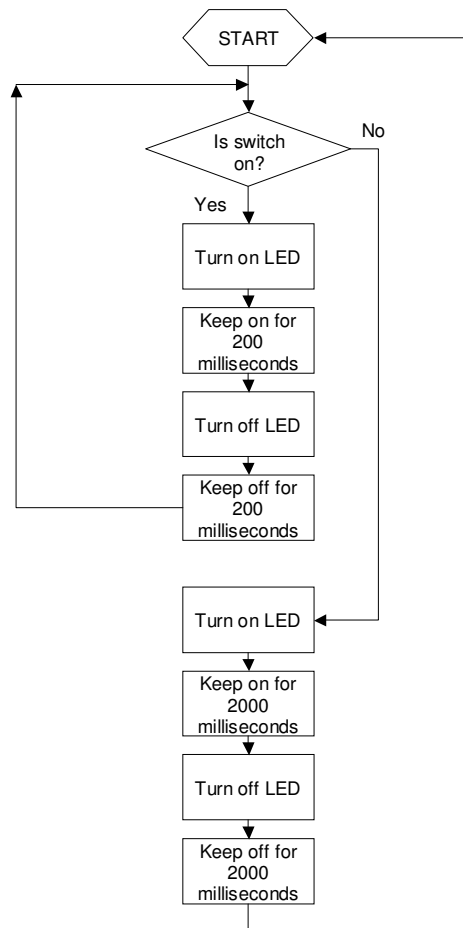 START
Is switch
on?
No
Yes
Turn on LED
Keep on for
200
milliseconds
Turn off LED
Keep off for
200
milliseconds
Turn on LED
Keep on for
2000
milliseconds
Turn off LED
Keep off for
2000
milliseconds